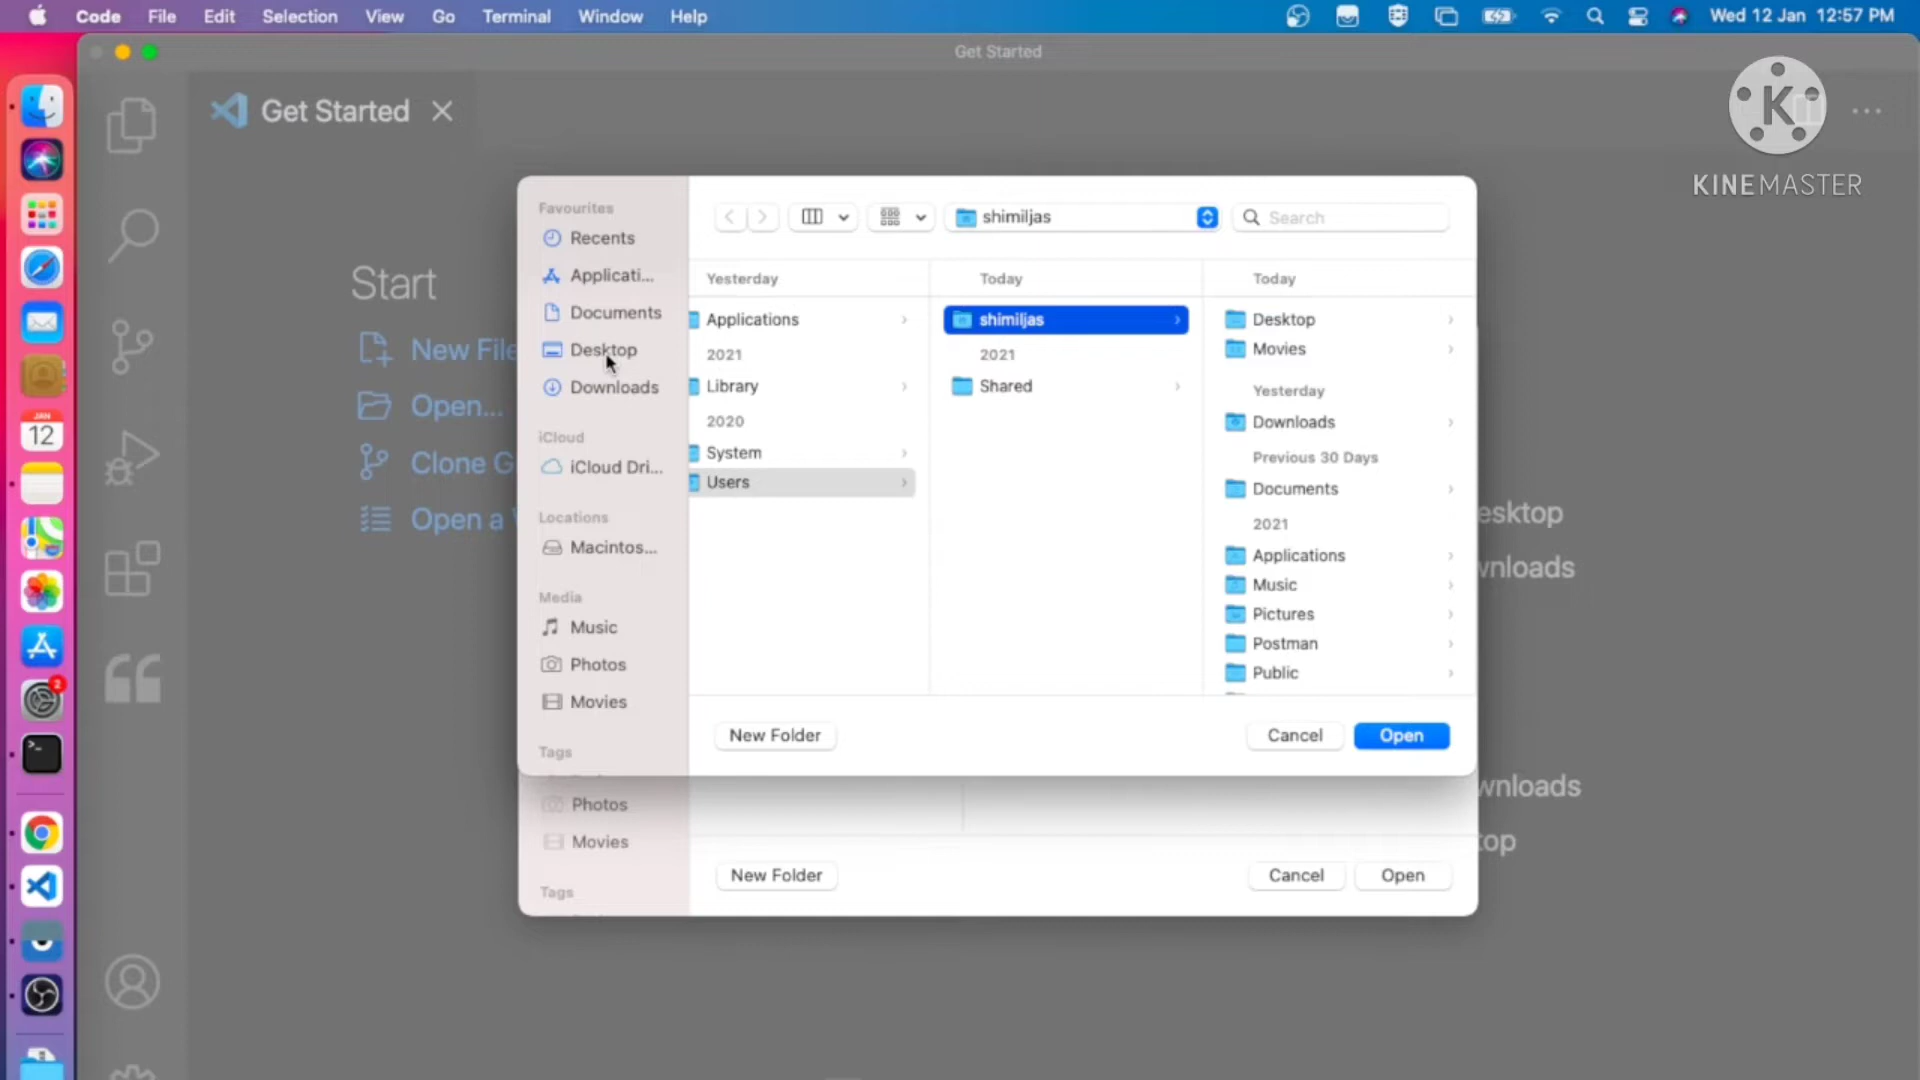 Code File Edit Selection View Go Terminal Window Help Wed 12 Jan 12:57 PM
Get Started
Get Started
KINEMASTER
Start
New File
Open...
Clone G
Open a
Favourites
Recents
Applicati...
Documents
Desktop
Downloads
iCloud
iCloud Dri...
Locations
Macintos...
Media
Music
Photos
Movies
Tags
shimiljas
Search
Yesterday
Applications
2021
Library
2020
System
Users
Today
shimiljas
2021
Shared
Today
Desktop
Movies
Yesterday
Downloads
Previous 30 Days
Documents
2021
Applications
Music
Pictures
Postman
Public
New Folder Cancel Open
Photos
Movies
Tags
New Folder Cancel Open
esktop
wnloads
wnloads
top
JAN
12
2
K